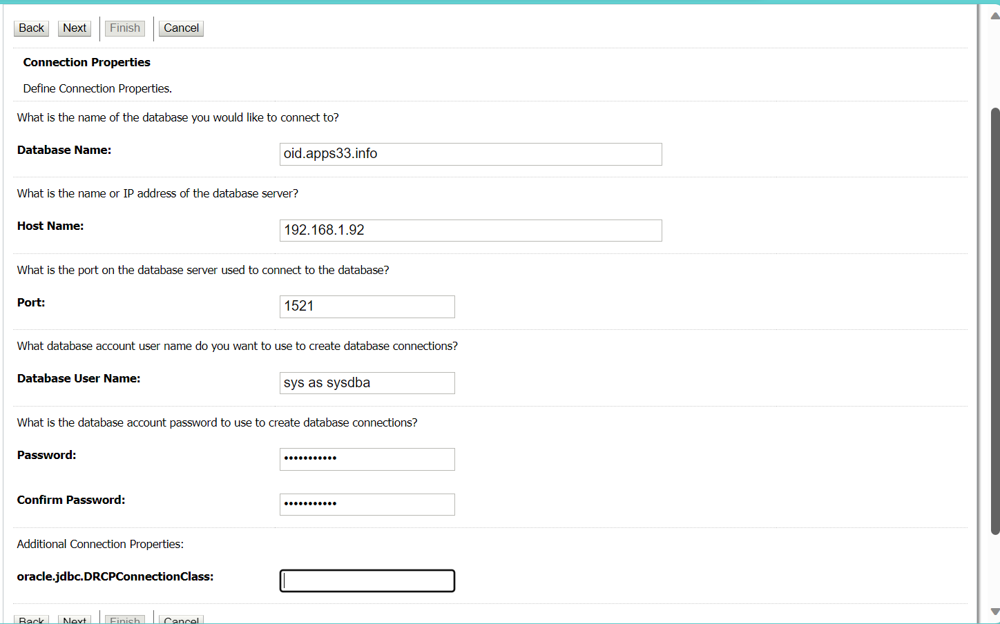 Back Next Finish Cancel
Connection Properties
Define Connection Properties.
What is the name of the database you would like to connect to?
Database Name: oid.apps33.info
What is the name or IP address of the database server?
Host Name: 192.168.1.92
What is the port on the database server used to connect to the database?
Port: 1521
What database account user name do you want to use to create database connections?
Database User Name: sys as sysdba
What is the database account password to use to create database connections?
Password: •••••••••••
Confirm Password: •••••••••••
Additional Connection Properties:
oracle.jdbc.DRCPConnectionClass:
Back Next Finish Cancel